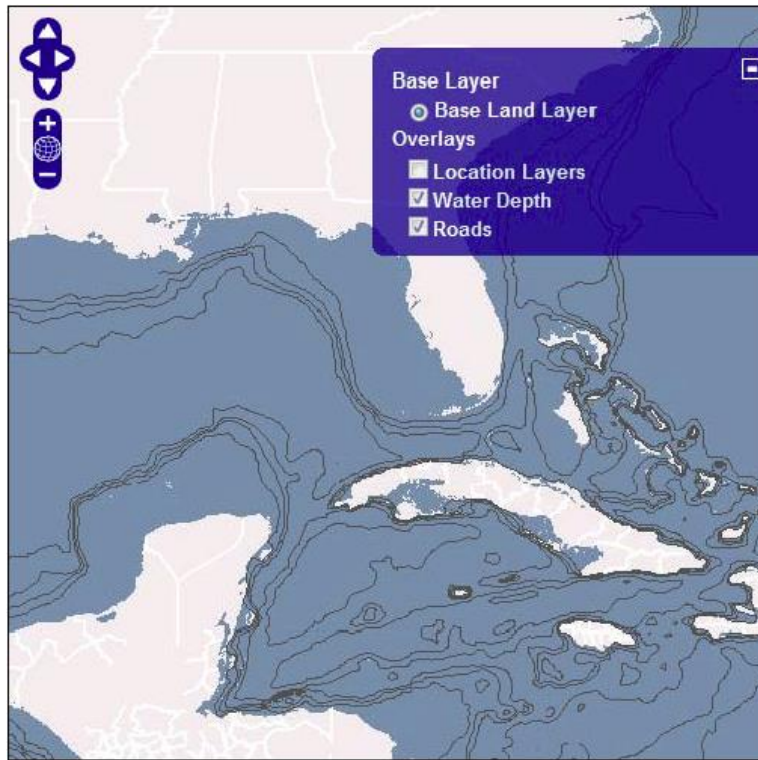 Base Layer
Base Land Layer
Overlays
Location Layers
Water Depth
Roads